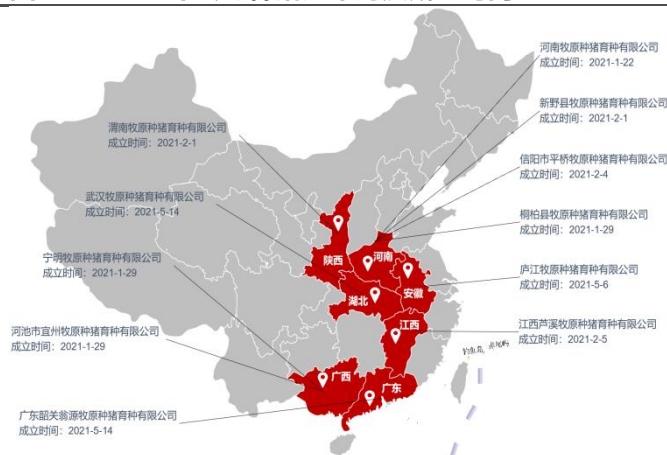 河南牧原种猪育种有限公司
成立时间：2021-1-22
新野县牧原种猪育种有限公司
成立时间：2021-2-1
渭南牧原种猪育种有限公司
成立时间：2021-2-1
信阳市平桥牧原种猪育种有限公司
成立时间：2021-2-4
武汉牧原种猪育种有限公司
成立时间：2021-5-14
桐柏县牧原种猪育种有限公司
成立时间：2021-1-29
宁明牧原种猪育种有限公司
成立时间：2021-1-29
庐江牧原种猪育种有限公司
成立时间：2021-5-6
河池市宜州牧原种猪育种有限公司
成立时间：2021-1-29
江西芦溪牧原种猪育种有限公司
成立时间：2021-2-5
广东韶关翁源牧原种猪育种有限公司
成立时间：2021-5-14
陕西
河南
安徽
湖北
江西
广西
广东
钓鱼岛